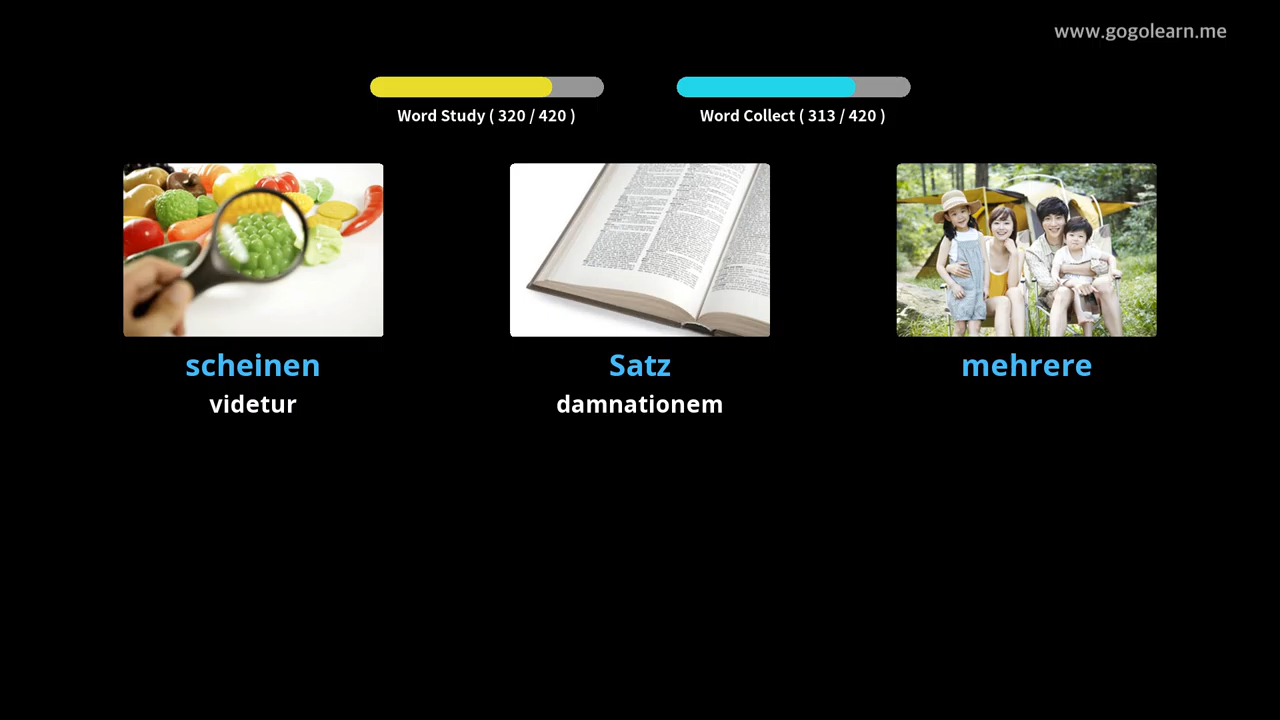 www.gogolearn.me
Word Study ( 320 / 420 )
Word Collect ( 313 / 420 )
scheinen
videtur
Satz
damnationem
mehrere